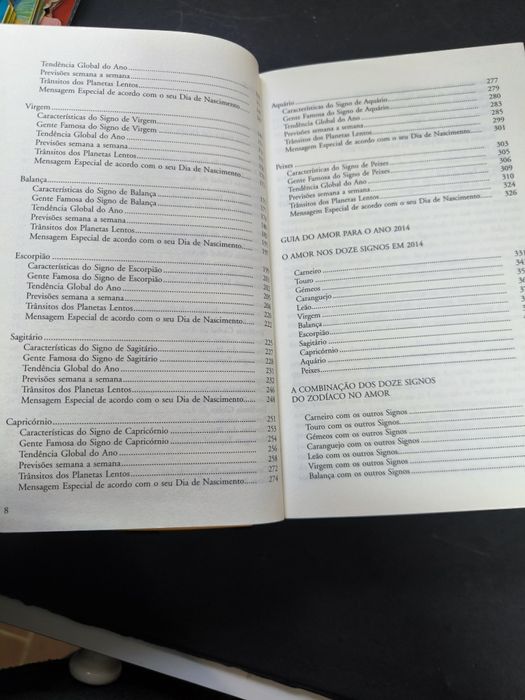 Tendência Global do Ano
Previsões semana a semana
Trânsitos dos Planetas Lentos
Mensagem Especial de acordo com o seu Dia de Nascimento
Virgem
Características do Signo de Virgem
Gente Famosa do Signo de Virgem
Tendência Global do Ano
Previsões semana a semana
Trânsitos dos Planetas Lentos
Mensagem Especial de acordo com o seu Dia de Nascimento
Balança
Características do Signo de Balança
Gente Famosa do Signo de Balança
Tendência Global do Ano
Previsões semana a semana
Trânsitos dos Planetas Lentos
Mensagem Especial de acordo com o seu Dia de Nascimento
Escorpião
Características do Signo de Escorpião
Gente Famosa do Signo de Escorpião
Tendência Global do Ano
Previsões semana a semana
Trânsitos dos Planetas Lentos
Mensagem Especial de acordo com o seu Dia de Nascimento
Sagitário 225
Características do Signo de Sagitário 227
Gente Famosa do Signo de Sagitário 228
Tendência Global do Ano 231
Previsões semana a semana 232
Trânsitos dos Planetas Lentos 246
Mensagem Especial de acordo com o seu Dia de Nascimento 248
Capricórnio 251
Características do Signo de Capricórnio 253
Gente Famosa do Signo de Capricórnio 254
Tendência Global do Ano 256
Previsões semana a semana 258
Trânsitos dos Planetas Lentos 272
Mensagem Especial de acordo com o seu Dia de Nascimento 274
8
Aquário 277
Características do Signo de Aquário 279
Gente Famosa do Signo de Aquário 280
Tendência Global do Ano 283
Previsões semana a semana 285
Trânsitos dos Planetas Lentos 299
Mensagem Especial de acordo com o seu Dia de Nascimento 301
Peixes 303
Características do Signo de Peixes 305
Gente Famosa do Signo de Peixes 306
Tendência Global do Ano 309
Previsões semana a semana 310
Trânsitos dos Planetas Lentos 324
Mensagem Especial de acordo com o seu Dia de Nascimento 326
GUIA DO AMOR PARA O ANO 2014
O AMOR NOS DOZE SIGNOS EM 2014
Carneiro
Touro
Gémeos
Caranguejo
Leão
Virgem
Balança
Escorpião
Sagitário
Capricórnio
Aquário
Peixes
A COMBINAÇÃO DOS DOZE SIGNOS
DO ZODÍACO NO AMOR
Carneiro com os outros Signos
Touro com os outros Signos
Gémeos com os outros Signos
Caranguejo com os outros Signos
Leão com os outros Signos
Virgem com os outros Signos
Balança com os outros Signos